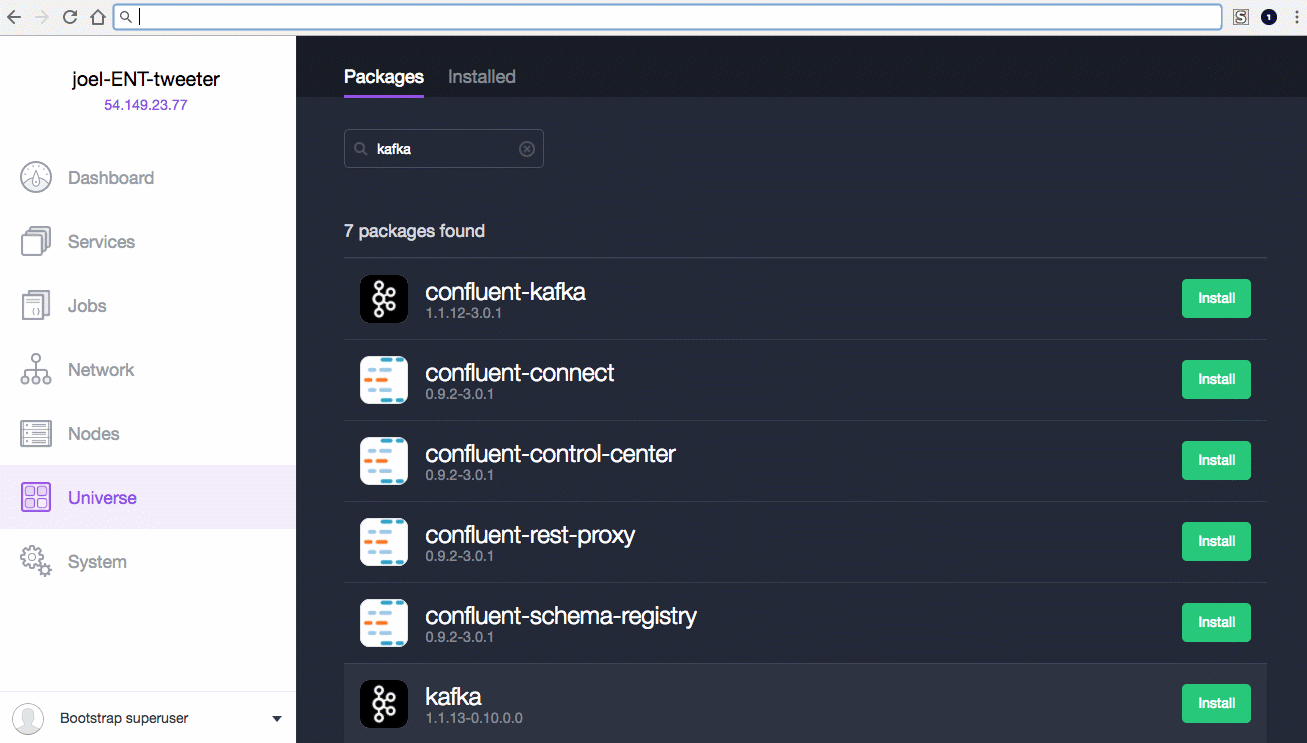 joel-ENT-tweeter
54.149.23.77
Dashboard
Services
Jobs
Network
Nodes
Universe
System
Bootstrap superuser
Packages Installed
kafka
7 packages found
confluent-kafka
1.1.12-3.0.1
Install
confluent-connect
0.9.2-3.0.1
Install
confluent-control-center
0.9.2-3.0.1
Install
confluent-rest-proxy
0.9.2-3.0.1
Install
confluent-schema-registry
0.9.2-3.0.1
Install
kafka
1.1.13-0.10.0.0
Install
S
1